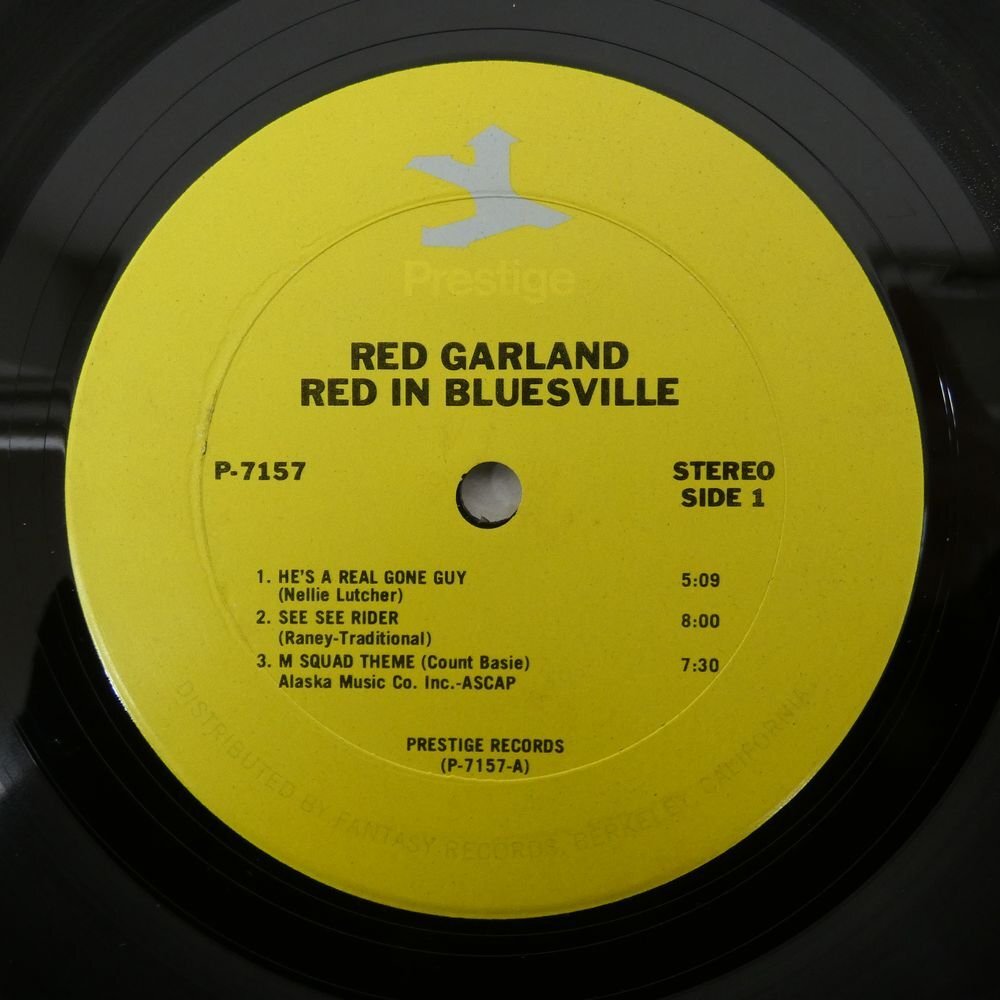 Prestige
RED GARLAND
RED IN BLUESVILLE
P-7157
STEREO
SIDE 1
1. HE'S A REAL GONE GUY 5:09
(Nellie Lutcher)
2. SEE SEE RIDER 8:00
(Raney-Traditional)
3. M SQUAD THEME (Count Basie) 7:30
Alaska Music Co. Inc.-ASCAP
PRESTIGE RECORDS
(P-7157-A)
DISTRIBUTED BY FANTASY RECORDS, BERKELEY, CALIFORNIA